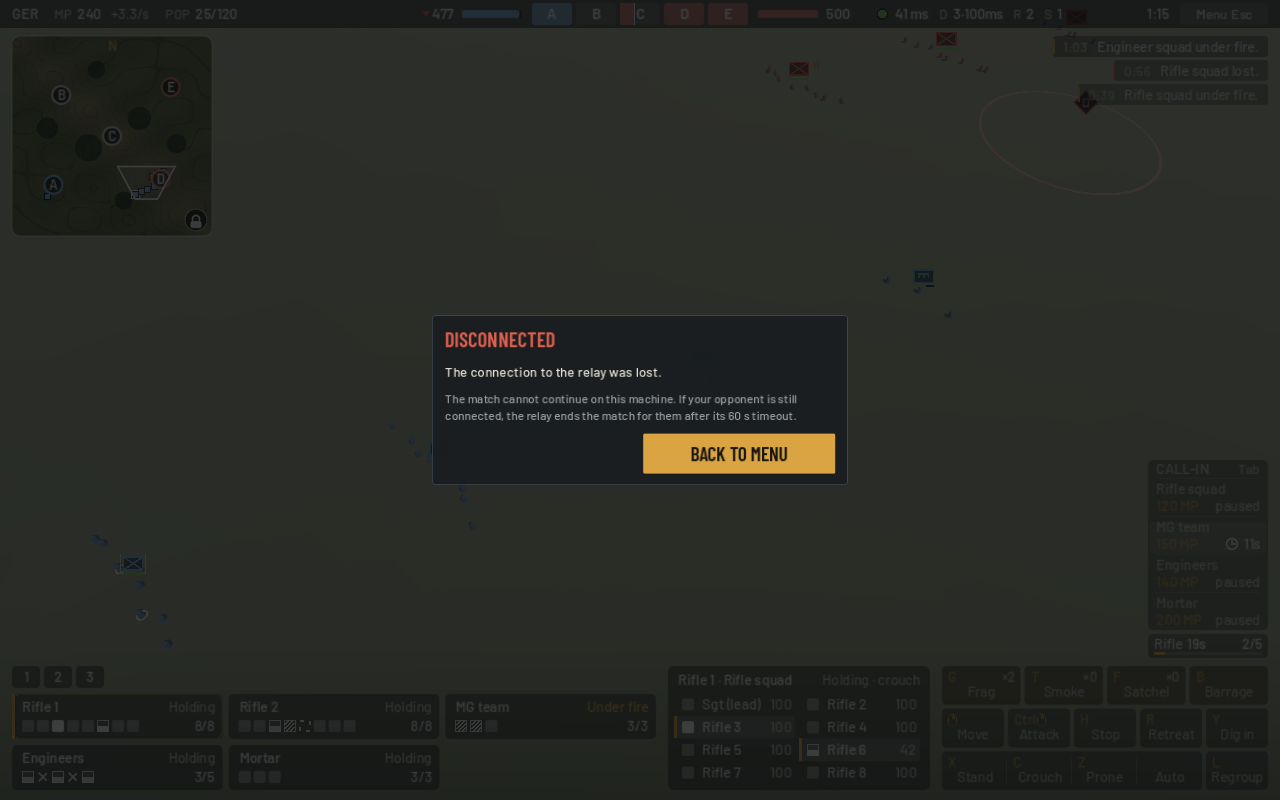 GER MP 240 +3.3/s POP 25/120 477 A B C D E 500 41 ms D 3·100ms R 2 S 1 1:15 Menu Esc
N
B E C A D
1:03 Engineer squad under fire.
0:56 Rifle squad lost.
0:39 Rifle squad under fire.
D
DISCONNECTED
The connection to the relay was lost.
The match cannot continue on this machine. If your opponent is still
connected, the relay ends the match for them after its 60 s timeout.
BACK TO MENU
CALL-IN Tab
Rifle squad
120 MP paused
MG team
160 MP 11s
Engineers
140 MP paused
Mortar
200 MP paused
Rifle 19s 2/5
1 2 3
Rifle 1 Holding
8/8
Rifle 2 Holding
8/8
MG team Under fire
3/3
Engineers Holding
3/5
Mortar Holding
3/3
Rifle 1 · Rifle squad Holding · crouch
Sgt (lead) 100 Rifle 2 100
Rifle 3 100 Rifle 4 100
Rifle 5 100 Rifle 6 42
Rifle 7 100 Rifle 8 100
G ×2 T ×0 F ×0 B
Frag Smoke Satchel Barrage
Ctrl H R Y
Move Attack Stop Retreat Dig in
X C Z L
Stand Crouch Prone Auto Regroup